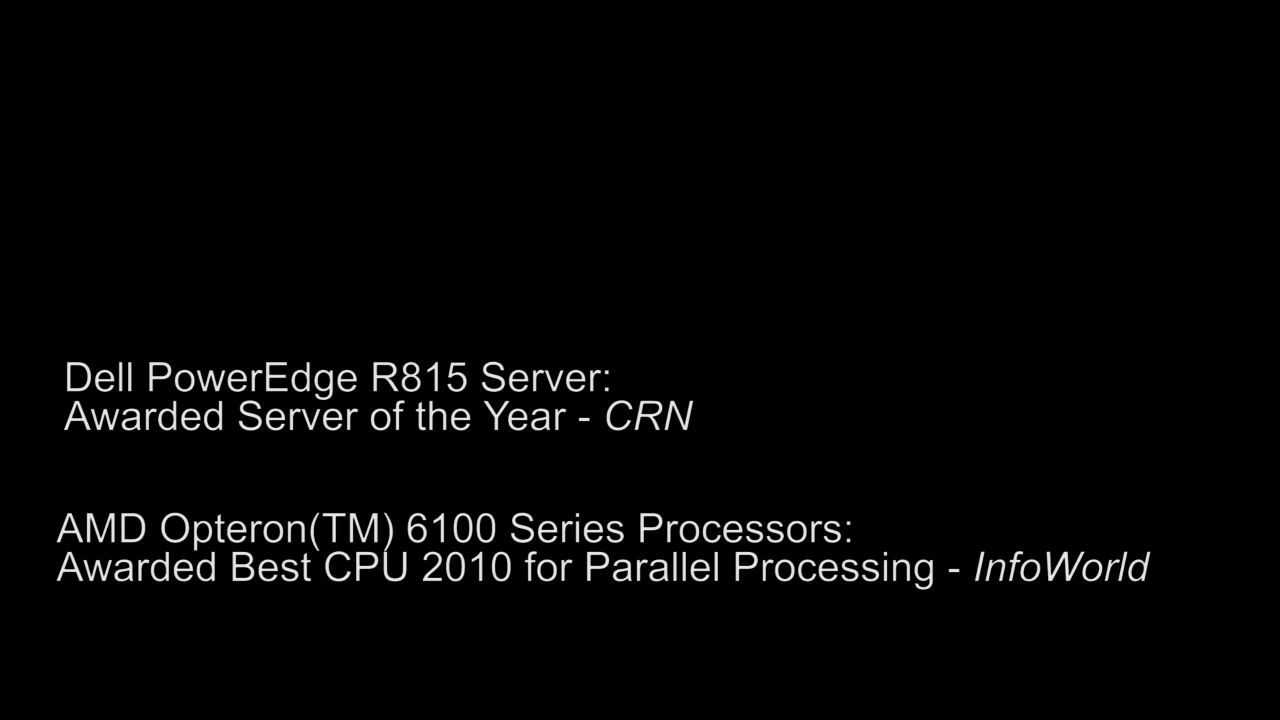 Dell PowerEdge R815 Server:
Awarded Server of the Year - CRN
AMD Opteron(TM) 6100 Series Processors:
Awarded Best CPU 2010 for Parallel Processing - InfoWorld